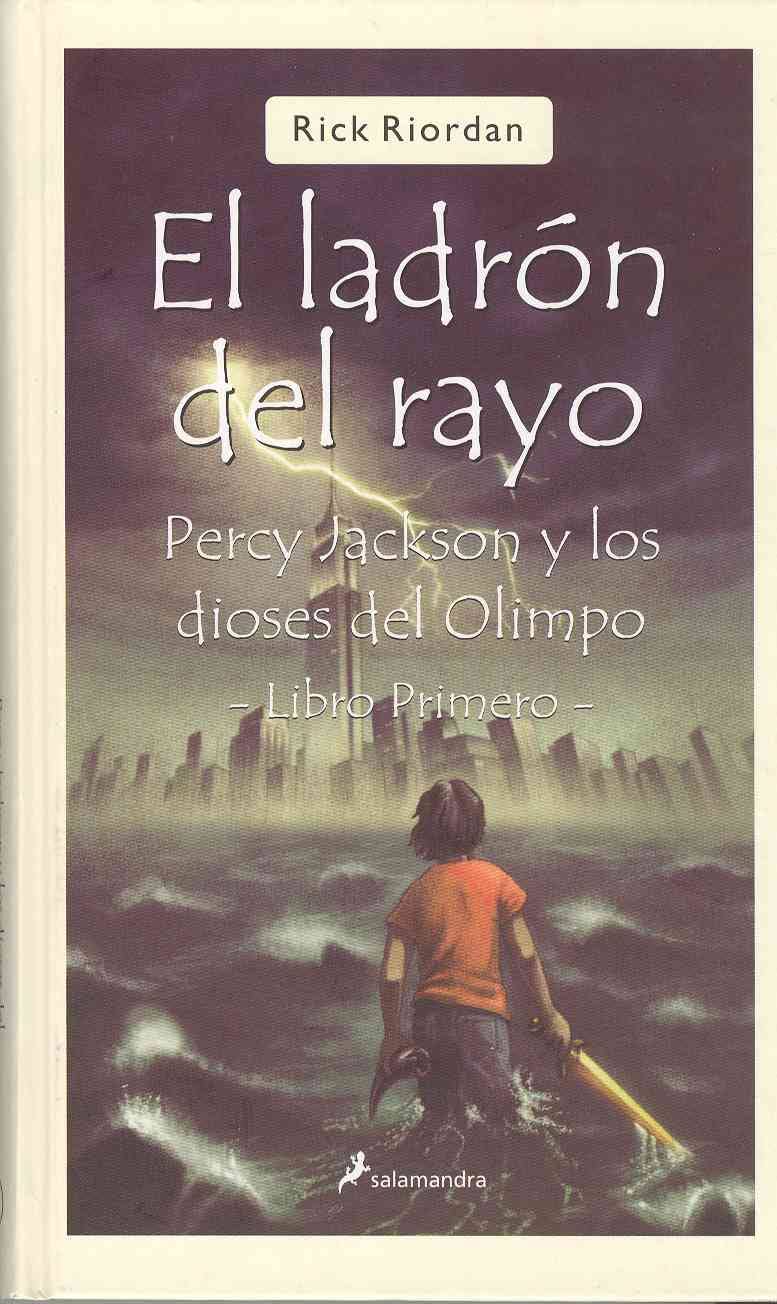 Rick Riordan
El ladrón
del rayo
Percy Jackson y los
dioses del Olimpo
- Libro Primero -
salamandra